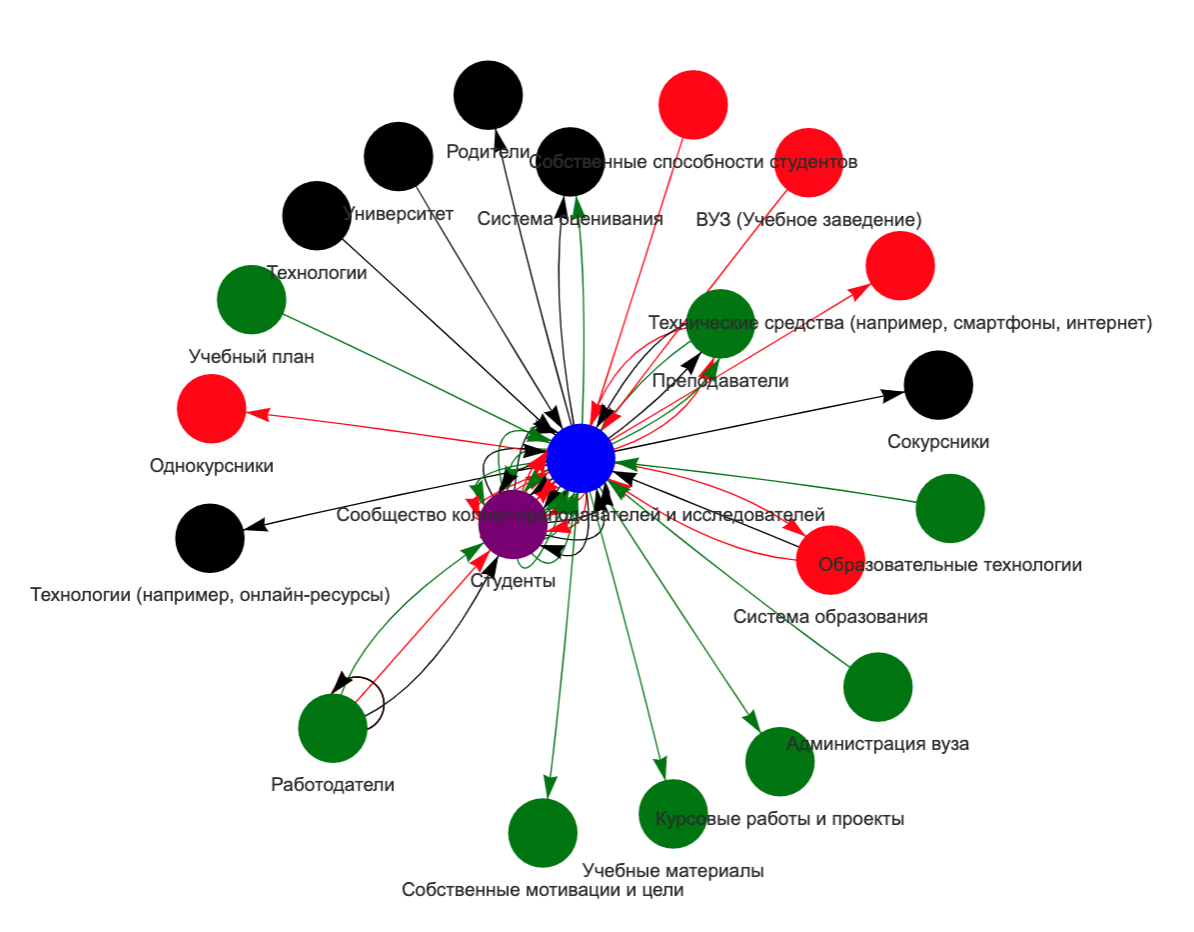 Родители
Собственные способности студентов
Университет
Система оценивания
ВУЗ (Учебное заведение)
Технологии
Технические средства (например, смартфоны, интернет)
Учебный план
Преподаватели
Сокурсники
Однокурсники
Сообщество коллег-преподавателей и исследователей
Образовательные технологии
Студенты
Технологии (например, онлайн-ресурсы)
Система образования
Администрация вуза
Работодатели
Курсовые работы и проекты
Учебные материалы
Собственные мотивации и цели